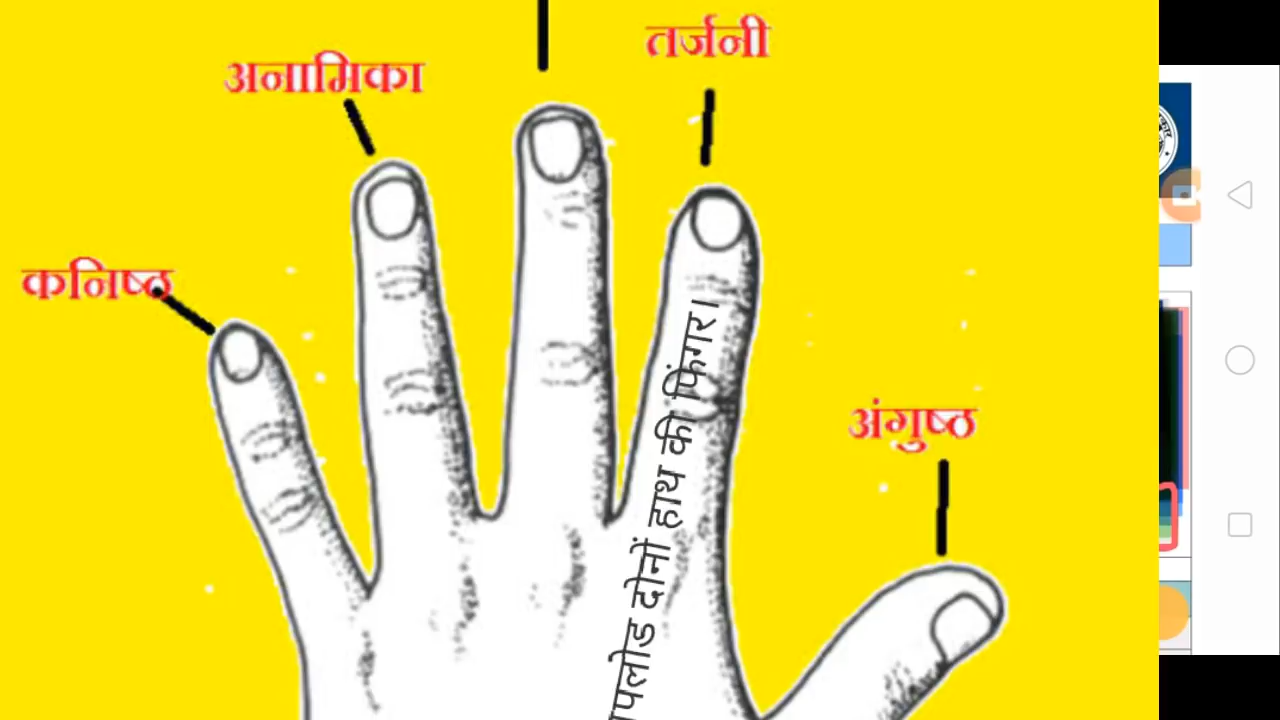 तर्जनी
अनामिका
कनिष्ठ
अंगुष्ठ
दोनों हाथ की फिंगर।